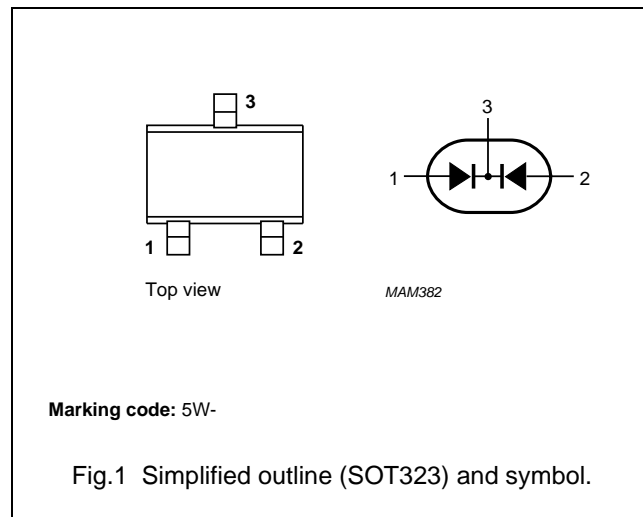 3
3
1
2
1
2
Top view
MAM382
Marking code: 5W-
Fig.1 Simplified outline (SOT323) and symbol.